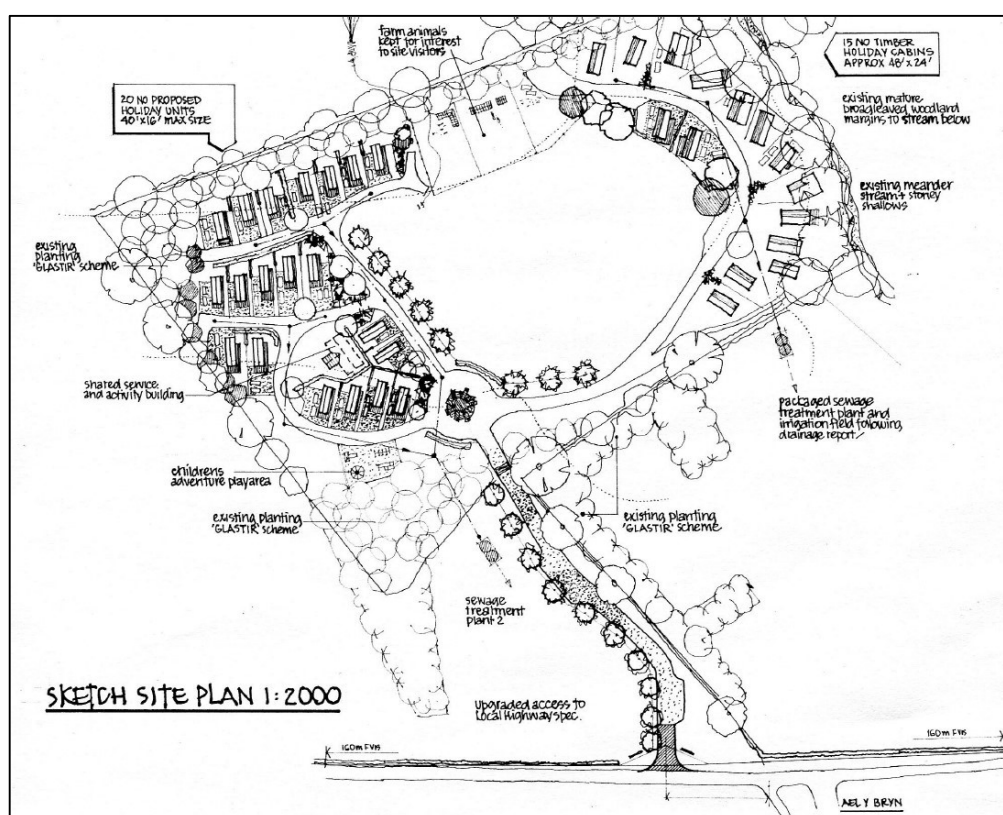 farm animals
kept for interest
to site visitors
15 NO TIMBER
HOLIDAY CABINS
APPROX 48' x 24'
20 NO PROPOSED
HOLIDAY UNITS
40' x 16' MAX SIZE
existing mature
broadleaved woodland
margins to stream below
existing meander
stream + stoney
shallows
existing
planting
'GLASTIR' scheme
shared service
and activity building
packaged sewage
treatment plant and
irrigation field following
drainage report
childrens
adventure playarea
existing planting
'GLASTIR' scheme
existing planting
'GLASTIR' scheme
sewage
treatment
plant 2
SKETCH SITE PLAN 1:2000
upgraded access to
Local Highway spec.
160m FVIS
160m FVIS
AEL Y BRYN